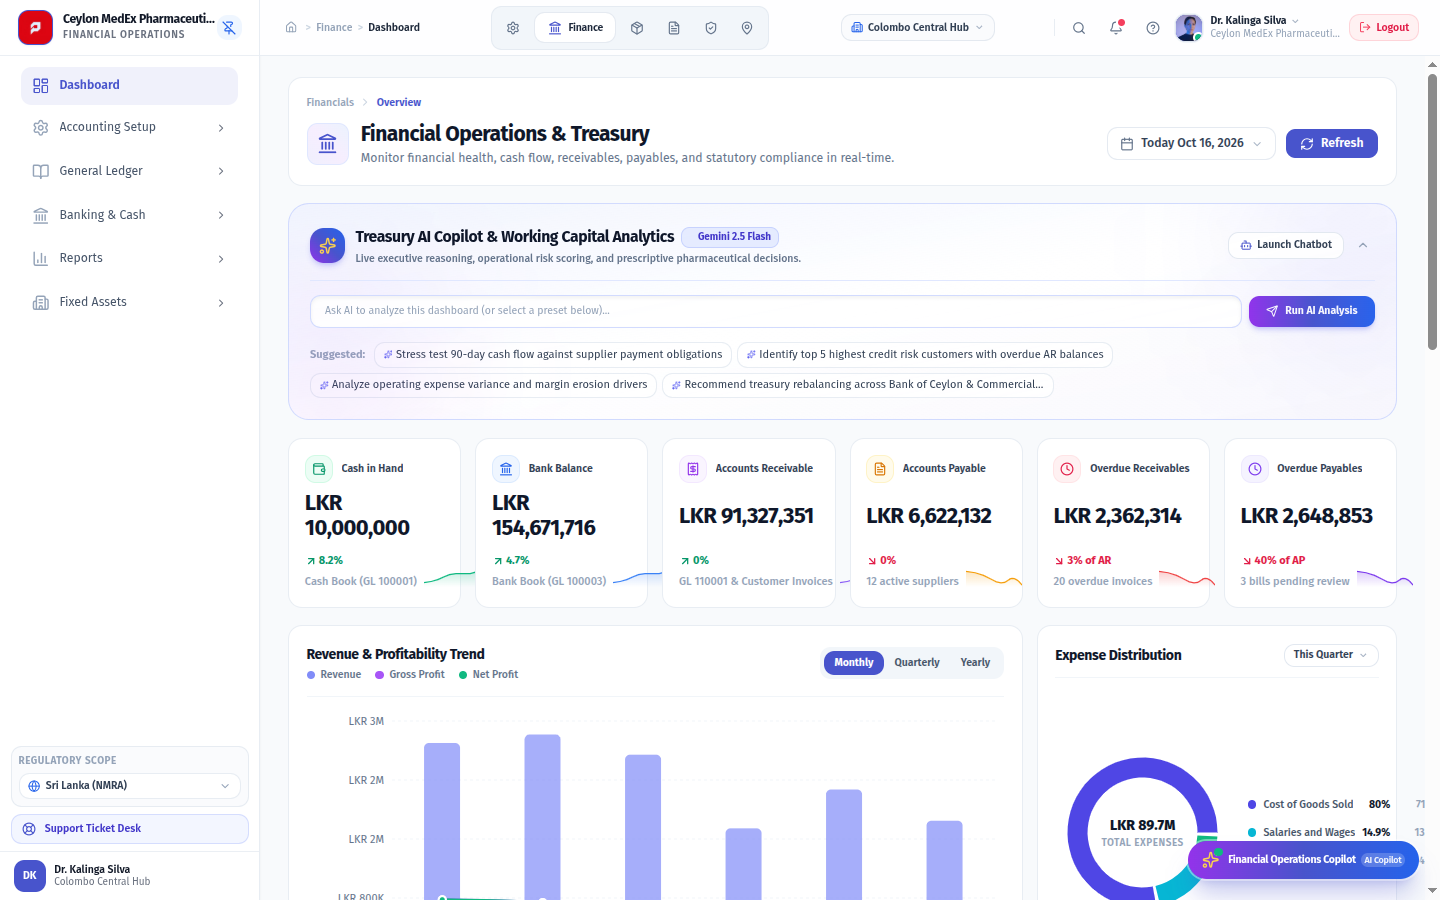 Ceylon MedEx Pharmaceuti...
FINANCIAL OPERATIONS
Dashboard
Accounting Setup
General Ledger
Banking & Cash
Reports
Fixed Assets
REGULATORY SCOPE
Sri Lanka (NMRA)
Support Ticket Desk
DK
Dr. Kalinga Silva
Colombo Central Hub
> Finance > Dashboard
Finance
Colombo Central Hub
Dr. Kalinga Silva
Ceylon MedEx Pharmaceuti...
Logout
Financials > Overview
Financial Operations & Treasury
Monitor financial health, cash flow, receivables, payables, and statutory compliance in real-time.
Today Oct 16, 2026
Refresh
Treasury AI Copilot & Working Capital Analytics
Gemini 2.5 Flash
Live executive reasoning, operational risk scoring, and prescriptive pharmaceutical decisions.
Launch Chatbot
Ask AI to analyze this dashboard (or select a preset below)...
Run AI Analysis
Suggested:
Stress test 90-day cash flow against supplier payment obligations
Identify top 5 highest credit risk customers with overdue AR balances
Analyze operating expense variance and margin erosion drivers
Recommend treasury rebalancing across Bank of Ceylon & Commercial...
Cash in Hand
LKR
10,000,000
8.2%
Cash Book (GL 100001)
Bank Balance
LKR
154,671,716
4.7%
Bank Book (GL 100003)
Accounts Receivable
LKR 91,327,351
0%
GL 110001 & Customer Invoices
Accounts Payable
LKR 6,622,132
0%
12 active suppliers
Overdue Receivables
LKR 2,362,314
3% of AR
20 overdue invoices
Overdue Payables
LKR 2,648,853
40% of AP
3 bills pending review
Revenue & Profitability Trend
Revenue
Gross Profit
Net Profit
Monthly
Quarterly
Yearly
LKR 3M
LKR 2M
LKR 2M
LKR 800K
Expense Distribution
This Quarter
LKR 89.7M
TOTAL EXPENSES
Cost of Goods Sold 80% 71
Salaries and Wages 14.9% 13
Financial Operations Copilot
AI Copilot